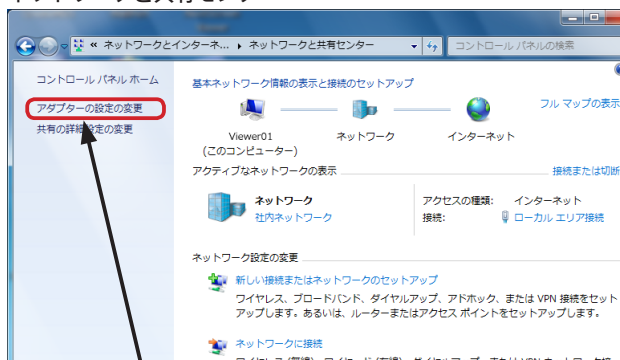 ネットワークと共有センター
« ネットワークとインターネ... ▸ ネットワークと共有センター
コントロール パネルの検索
コントロール パネル ホーム
アダプターの設定の変更
共有の詳細設定の変更
基本ネットワーク情報の表示と接続のセットアップ
フル マップの表示
Viewer01
(このコンピューター)
ネットワーク
インターネット
アクティブなネットワークの表示
接続または切断
ネットワーク
社内ネットワーク
アクセスの種類: インターネット
接続: ローカル エリア接続
ネットワーク設定の変更
新しい接続またはネットワークのセットアップ
ワイヤレス、ブロードバンド、ダイヤルアップ、アドホック、または VPN 接続をセット
アップします。あるいは、ルーターまたはアクセス ポイントをセットアップします。
ネットワークに接続